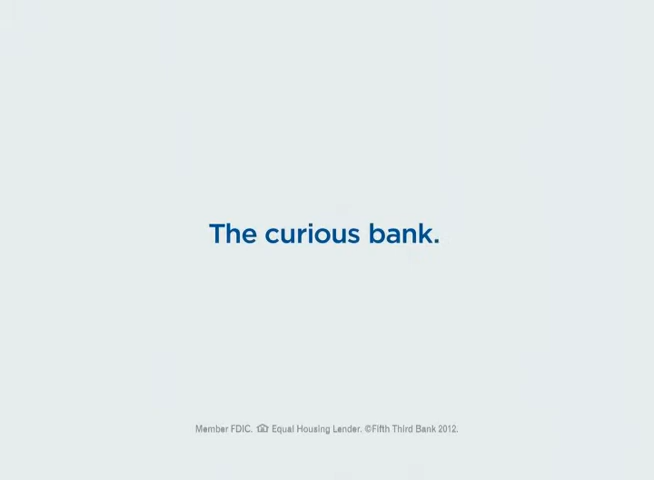 The curious bank.
Member FDIC. Equal Housing Lender. ©Fifth Third Bank 2012.